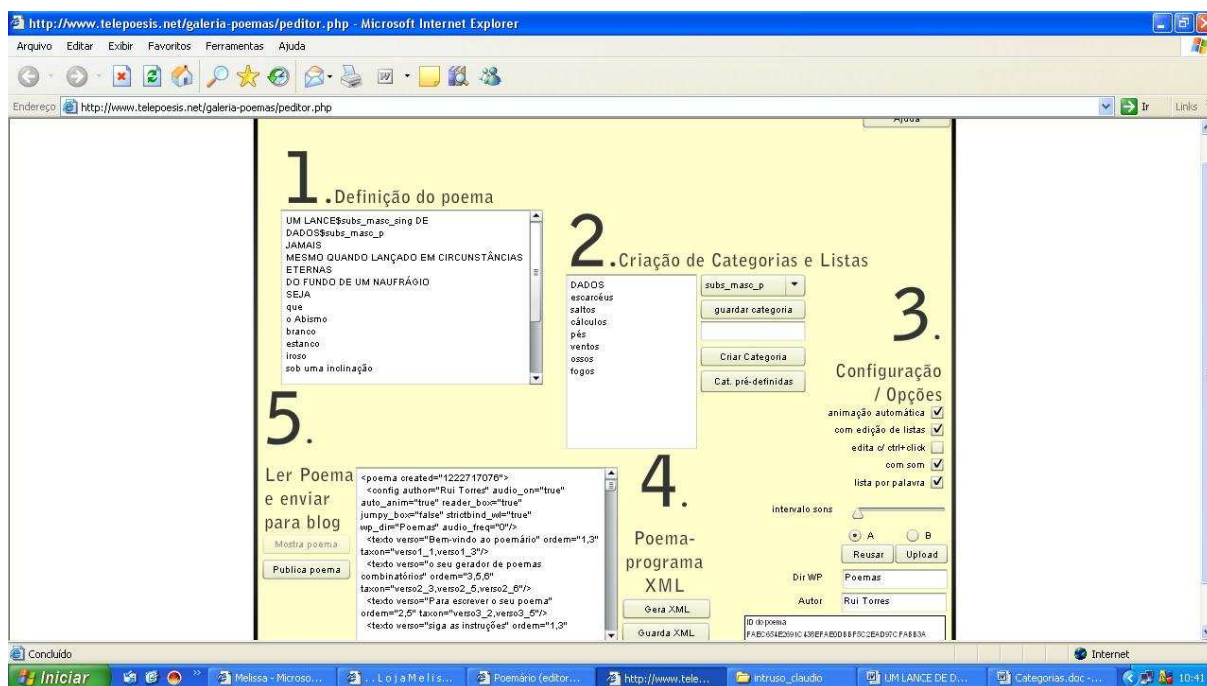 http://www.telepoesis.net/galeria-poemas/peditor.php - Microsoft Internet Explorer
Arquivo Editar Exibir Favoritos Ferramentas Ajuda
Endereço http://www.telepoesis.net/galeria-poemas/peditor.php Ir Links
Ajuda
1.Definição do poema
UM LANCE$subs_masc_sing DE
DADOS$subs_masc_p
JAMAIS
MESMO QUANDO LANÇADO EM CIRCUNSTÂNCIAS
ETERNAS
DO FUNDO DE UM NAUFRÁGIO
SEJA
que
o Abismo
branco
estanco
iroso
sob uma inclinação
2.Criação de Categorias e Listas
DADOS
escarcéus
saltos
cálculos
pés
ventos
ossos
fogos
subs_masc_p
guardar categoria
Criar Categoria
Cat. pré-definidas
3.
Configuração
/ Opções
animação automática
com edição de listas
edita c/ ctrl+click
com som
lista por palavra
intervalo sons
A B
Reusar Upload
Dir WP Poemas
Autor Rui Torres
ID do poema
4.
Poema-
programa
XML
Gera XML
Guarda XML
5.
Ler Poema
e enviar
para blog
Mostra poema
Publica poema
<poema created="1222717076">
<config author="Rui Torres" audio_on="true"
auto_anim="true" reader_box="true"
jumpy_box="false" strictbind_wl="true"
wp_dir="Poemas" audio_freq="0"/>
<texto verso="Bem-vindo ao poemário" ordem="1,3"
taxon="verso1_1,verso1_3"/>
<texto verso="o seu gerador de poemas
combinatórios" ordem="3,5,6"
taxon="verso2_3,verso2_5,verso2_6"/>
<texto verso="Para escrever o seu poema"
ordem="2,5" taxon="verso3_2,verso3_5"/>
<texto verso="siga as instruções" ordem="1,3"
Concluído Internet
Iniciar Melissa - Microso... ..LojaMelis... Poemário (editor... http://www.tele... intruso_claudio UM LANCE DE D... Categorias.doc -... 10:41